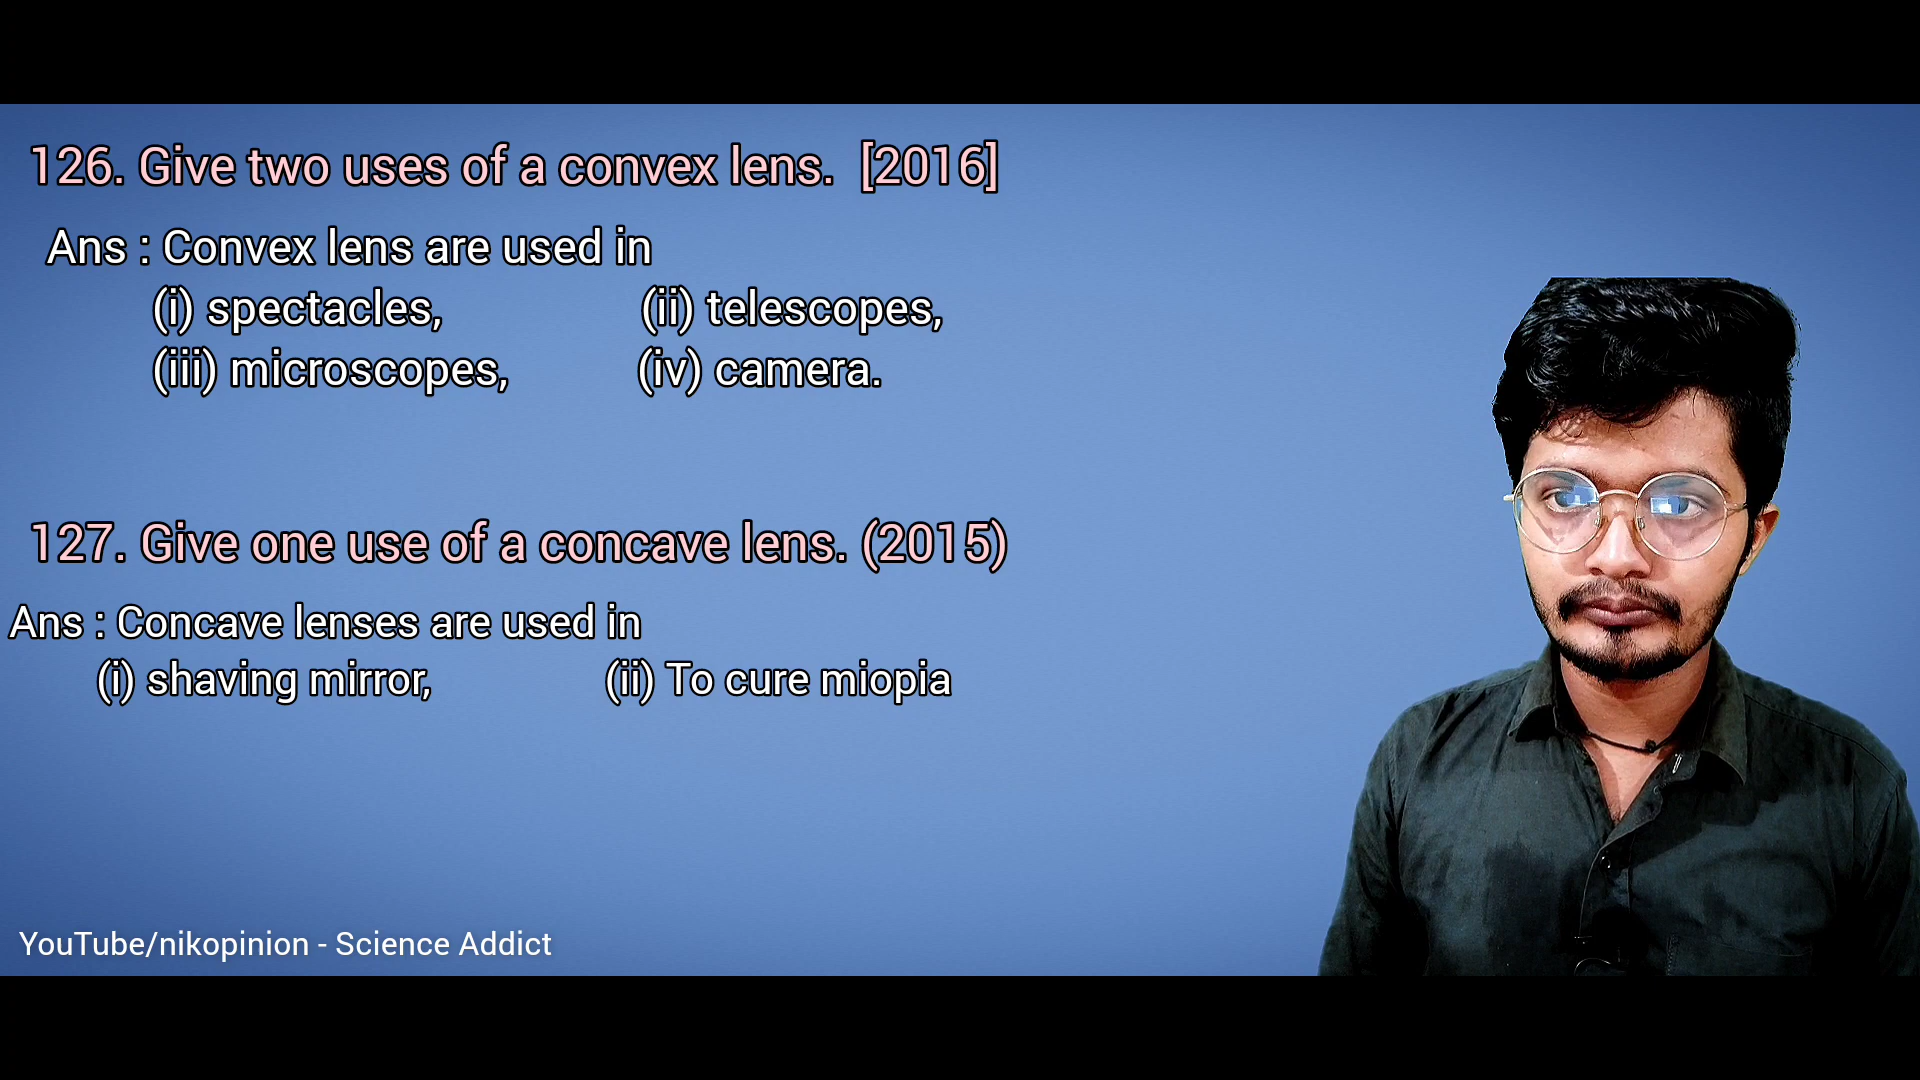 126. Give two uses of a convex lens. [2016]
Ans : Convex lens are used in
(i) spectacles, (ii) telescopes,
(iii) microscopes, (iv) camera.
127. Give one use of a concave lens. (2015)
Ans : Concave lenses are used in
(i) shaving mirror, (ii) To cure miopia
YouTube/nikopinion - Science Addict